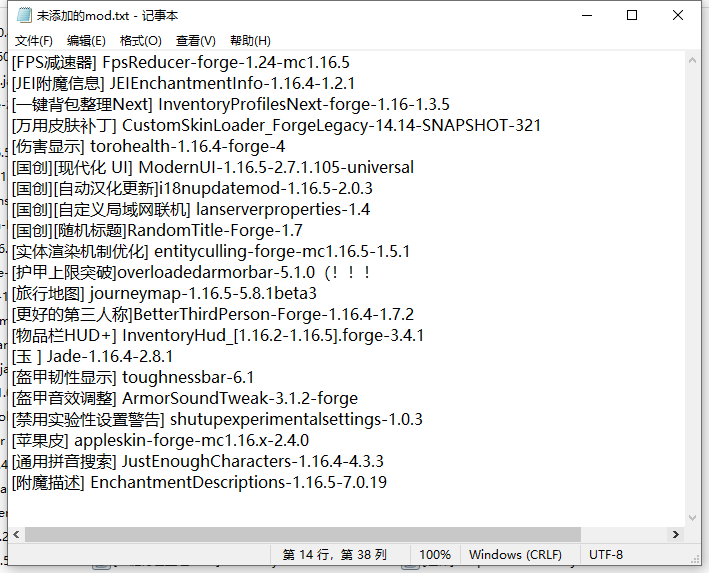 未添加的mod.txt - 记事本
文件(F) 编辑(E) 格式(O) 查看(V) 帮助(H)
[FPS减速器] FpsReducer-forge-1.24-mc1.16.5
[JEI附魔信息] JEIEnchantmentInfo-1.16.4-1.2.1
[一键背包整理Next] InventoryProfilesNext-forge-1.16-1.3.5
[万用皮肤补丁] CustomSkinLoader_ForgeLegacy-14.14-SNAPSHOT-321
[伤害显示] torohealth-1.16.4-forge-4
[国创][现代化 UI] ModernUI-1.16.5-2.7.1.105-universal
[国创][自动汉化更新]i18nupdatemod-1.16.5-2.0.3
[国创][自定义局域网联机] lanserverproperties-1.4
[国创][随机标题]RandomTitle-Forge-1.7
[实体渲染机制优化] entityculling-forge-mc1.16.5-1.5.1
[护甲上限突破]overloadedarmorbar-5.1.0（！！！
[旅行地图] journeymap-1.16.5-5.8.1beta3
[更好的第三人称]BetterThirdPerson-Forge-1.16.4-1.7.2
[物品栏HUD+] InventoryHud_[1.16.2-1.16.5].forge-3.4.1
[玉 ] Jade-1.16.4-2.8.1
[盔甲韧性显示] toughnessbar-6.1
[盔甲音效调整] ArmorSoundTweak-3.1.2-forge
[禁用实验性设置警告] shutupexperimentalsettings-1.0.3
[苹果皮] appleskin-forge-mc1.16.x-2.4.0
[通用拼音搜索] JustEnoughCharacters-1.16.4-4.3.3
[附魔描述] EnchantmentDescriptions-1.16.5-7.0.19
第 14 行，第 38 列 100% Windows (CRLF) UTF-8